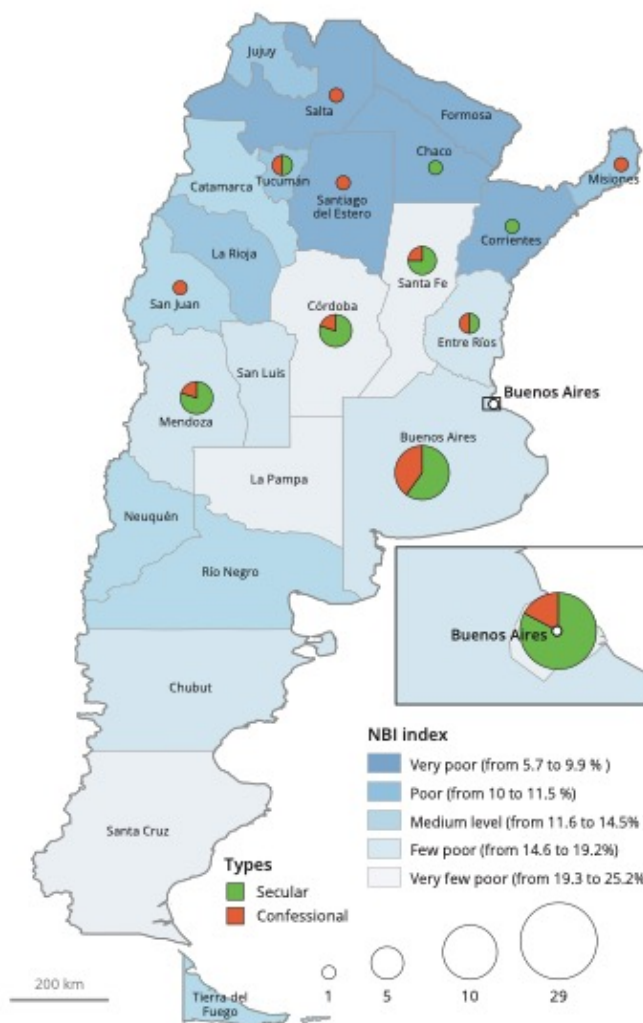 Jujuy
Salta
Formosa
Chaco
Misiones
Catamarca
Tucumán
Santiago
del Estero
Corrientes
La Rioja
Santa Fe
San Juan
Córdoba
Entre Ríos
San Luis
Buenos Aires
Mendoza
Buenos Aires
La Pampa
Neuquén
Río Negro
Buenos Aires
Chubut
NBI index
Very poor (from 5.7 to 9.9 % )
Poor (from 10 to 11.5 %)
Medium level (from 11.6 to 14.5%
Few poor (from 14.6 to 19.2%)
Very few poor (from 19.3 to 25.2%
Santa Cruz
Types
Secular
Confessional
200 km
1 5 10 29
Tierra del
Fuego